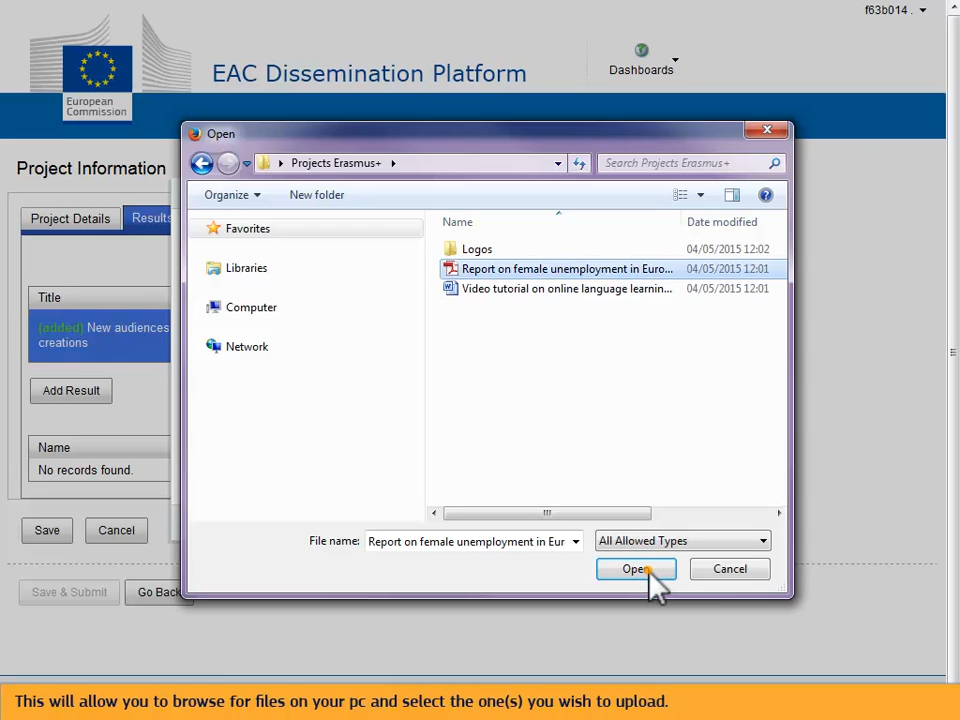 f63b014 .
European
Commission
EAC Dissemination Platform
Dashboards
Project Information
Project Details
Results
Title
(added) New audiences
creations
Add Result
Name
No records found.
Save
Cancel
Save & Submit
Go Back
Open
Projects Erasmus+
Search Projects Erasmus+
Organize
New folder
Favorites
Libraries
Computer
Network
Name
Date modified
Logos
04/05/2015 12:02
Report on female unemployment in Euro...
04/05/2015 12:01
Video tutorial on online language learnin...
04/05/2015 12:01
File name:
Report on female unemployment in Eur
All Allowed Types
Open
Cancel
This will allow you to browse for files on your pc and select the one(s) you wish to upload.